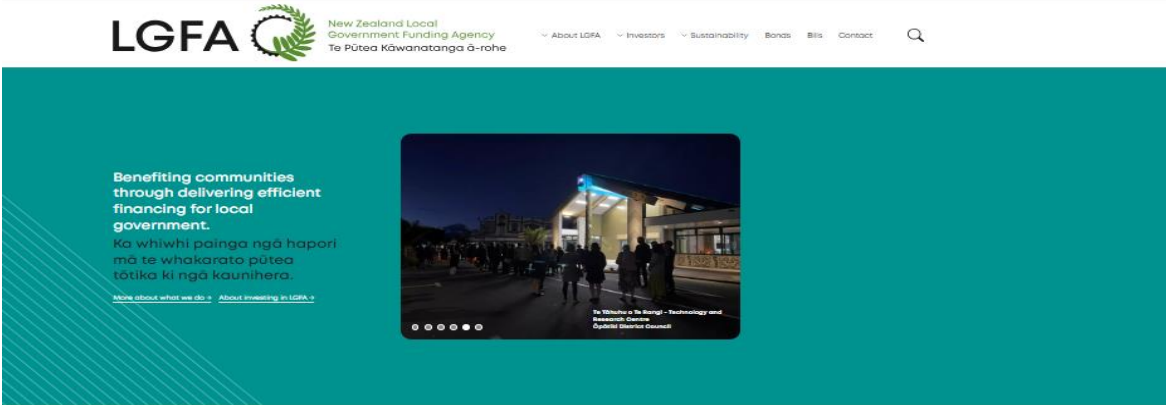 LGFA
New Zealand Local
Government Funding Agency
Te Pūtea Kāwanatanga ā-rohe
About LGFA
Investors
Sustainability
Bonds
Bills
Contact
Benefiting communities
through delivering efficient
financing for local
government.
Ka whiwhi painga ngā hapori
mā te whakarato pūtea
tōtika ki ngā kaunihera.
More about what we do → About investing in LGFA →
Te Tāhuhu o Te Rangi - Technology and
Research Centre
Ōpōtiki District Council